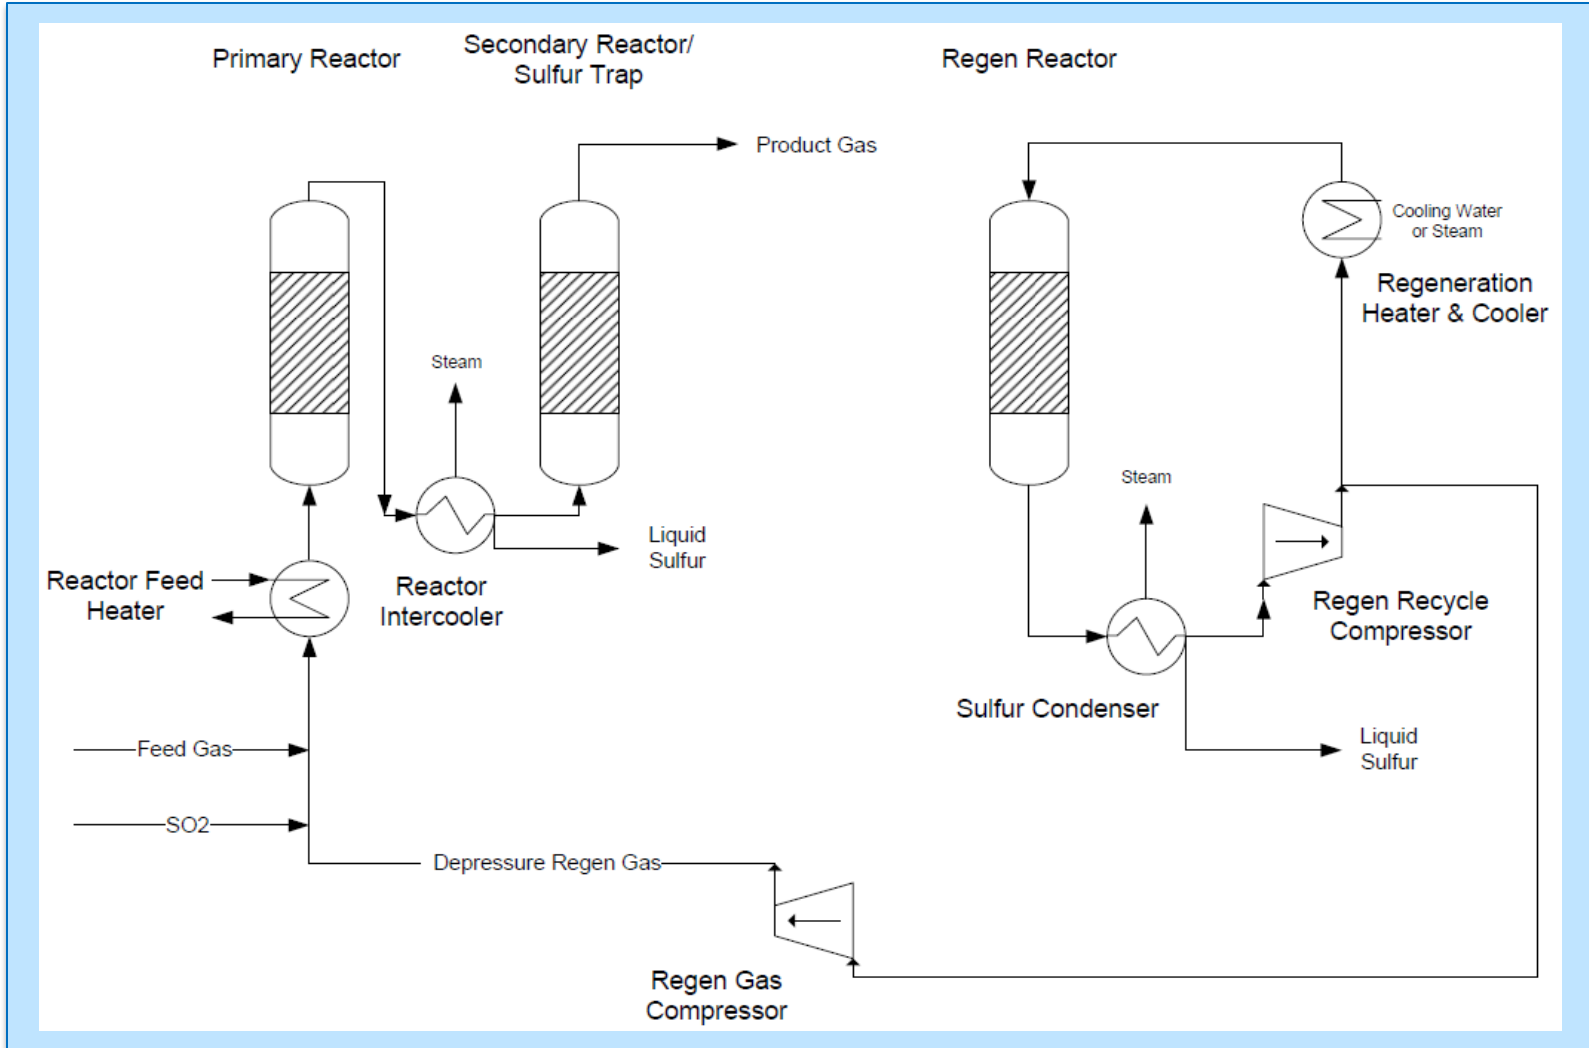 Primary Reactor
Secondary Reactor/
Sulfur Trap
Regen Reactor
Product Gas
Cooling Water
or Steam
Regeneration
Heater & Cooler
Steam
Steam
Liquid
Sulfur
Reactor Feed
Heater
Reactor
Intercooler
Regen Recycle
Compressor
Sulfur Condenser
Feed Gas
Liquid
Sulfur
SO2
Depressure Regen Gas
Regen Gas
Compressor